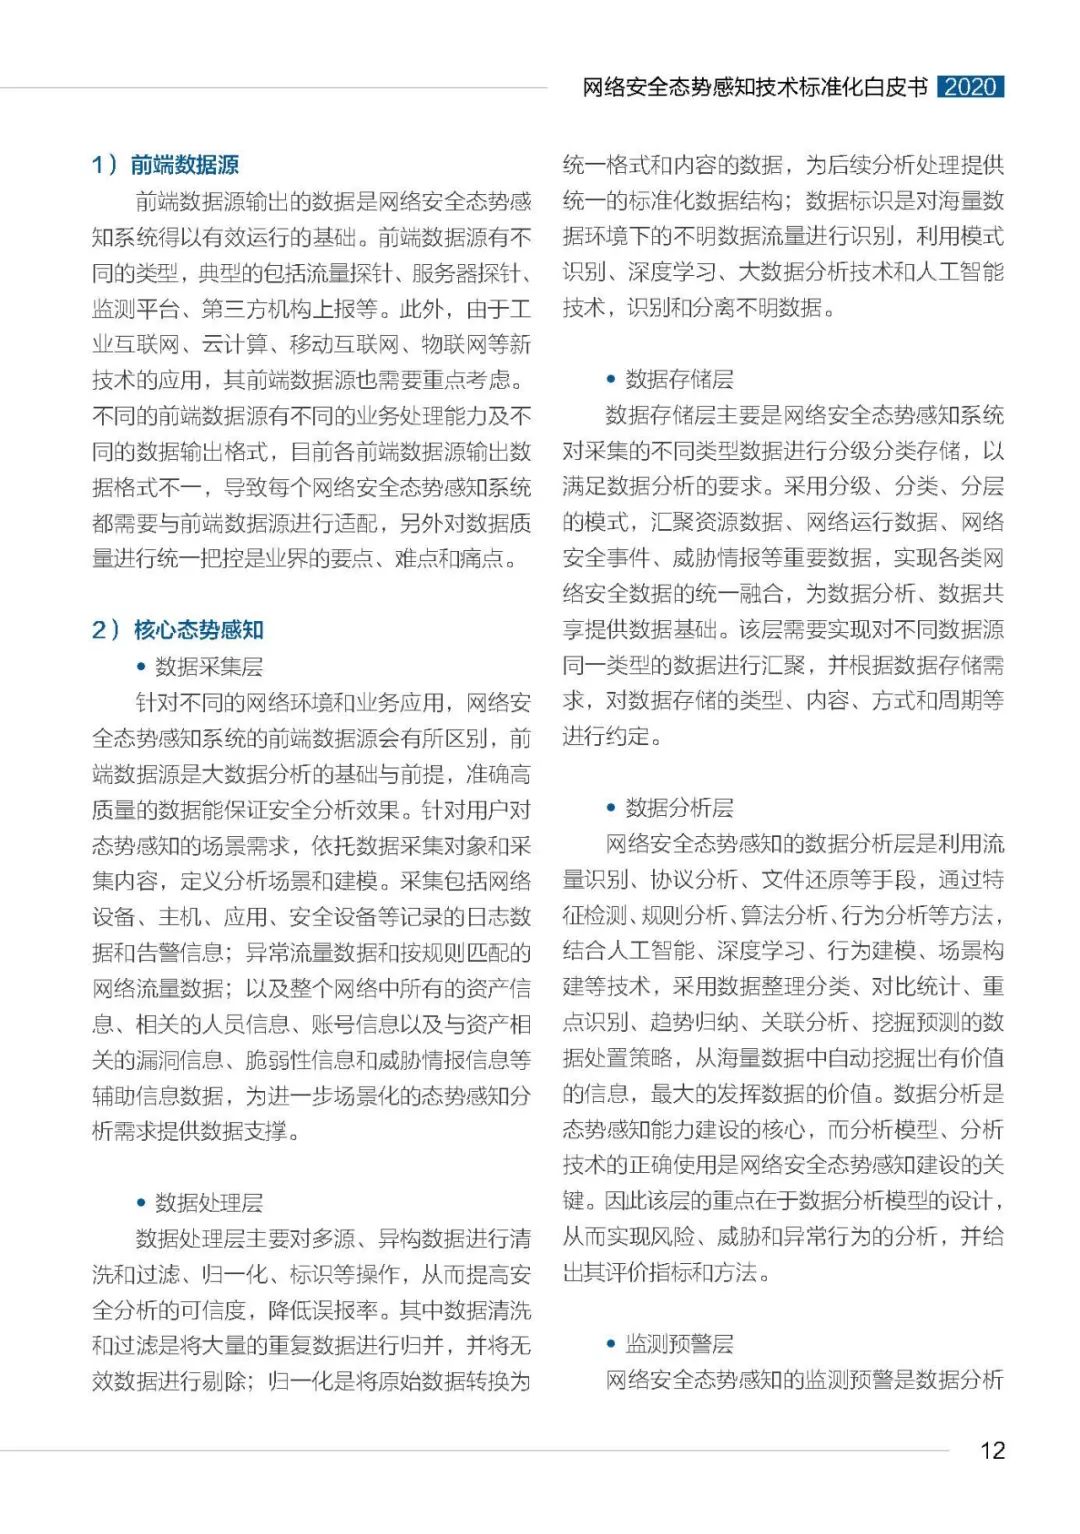 网络安全态势感知技术标准化白皮书 2020
1）前端数据源
前端数据源输出的数据是网络安全态势感
知系统得以有效运行的基础。前端数据源有不
同的类型，典型的包括流量探针、服务器探针、
监测平台、第三方机构上报等。此外，由于工
业互联网、云计算、移动互联网、物联网等新
技术的应用，其前端数据源也需要重点考虑。
不同的前端数据源有不同的业务处理能力及不
同的数据输出格式，目前各前端数据源输出数
据格式不一，导致每个网络安全态势感知系统
都需要与前端数据源进行适配，另外对数据质
量进行统一把控是业界的要点、难点和痛点。
2）核心态势感知
• 数据采集层
针对不同的网络环境和业务应用，网络安
全态势感知系统的前端数据源会有所区别，前
端数据源是大数据分析的基础与前提，准确高
质量的数据能保证安全分析效果。针对用户对
态势感知的场景需求，依托数据采集对象和采
集内容，定义分析场景和建模。采集包括网络
设备、主机、应用、安全设备等记录的日志数
据和告警信息；异常流量数据和按规则匹配的
网络流量数据；以及整个网络中所有的资产信
息、相关的人员信息、账号信息以及与资产相
关的漏洞信息、脆弱性信息和威胁情报信息等
辅助信息数据，为进一步场景化的态势感知分
析需求提供数据支撑。
• 数据处理层
数据处理层主要对多源、异构数据进行清
洗和过滤、归一化、标识等操作，从而提高安
全分析的可信度，降低误报率。其中数据清洗
和过滤是将大量的重复数据进行归并，并将无
效数据进行剔除；归一化是将原始数据转换为
统一格式和内容的数据，为后续分析处理提供
统一的标准化数据结构；数据标识是对海量数
据环境下的不明数据流量进行识别，利用模式
识别、深度学习、大数据分析技术和人工智能
技术，识别和分离不明数据。
• 数据存储层
数据存储层主要是网络安全态势感知系统
对采集的不同类型数据进行分级分类存储，以
满足数据分析的要求。采用分级、分类、分层
的模式，汇聚资源数据、网络运行数据、网络
安全事件、威胁情报等重要数据，实现各类网
络安全数据的统一融合，为数据分析、数据共
享提供数据基础。该层需要实现对不同数据源
同一类型的数据进行汇聚，并根据数据存储需
求，对数据存储的类型、内容、方式和周期等
进行约定。
• 数据分析层
网络安全态势感知的数据分析层是利用流
量识别、协议分析、文件还原等手段，通过特
征检测、规则分析、算法分析、行为分析等方法，
结合人工智能、深度学习、行为建模、场景构
建等技术，采用数据整理分类、对比统计、重
点识别、趋势归纳、关联分析、挖掘预测的数
据处置策略，从海量数据中自动挖掘出有价值
的信息，最大的发挥数据的价值。数据分析是
态势感知能力建设的核心，而分析模型、分析
技术的正确使用是网络安全态势感知建设的关
键。因此该层的重点在于数据分析模型的设计，
从而实现风险、威胁和异常行为的分析，并给
出其评价指标和方法。
• 监测预警层
网络安全态势感知的监测预警是数据分析
12